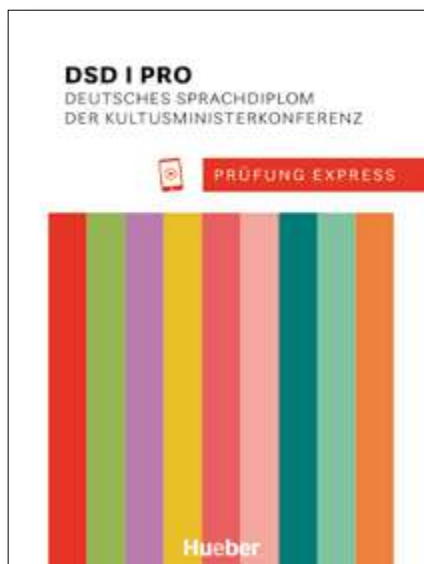 DSD I PRO
DEUTSCHES SPRACHDIPLOM
DER KULTUSMINISTERKONFERENZ
PRÜFUNG EXPRESS
Hueber